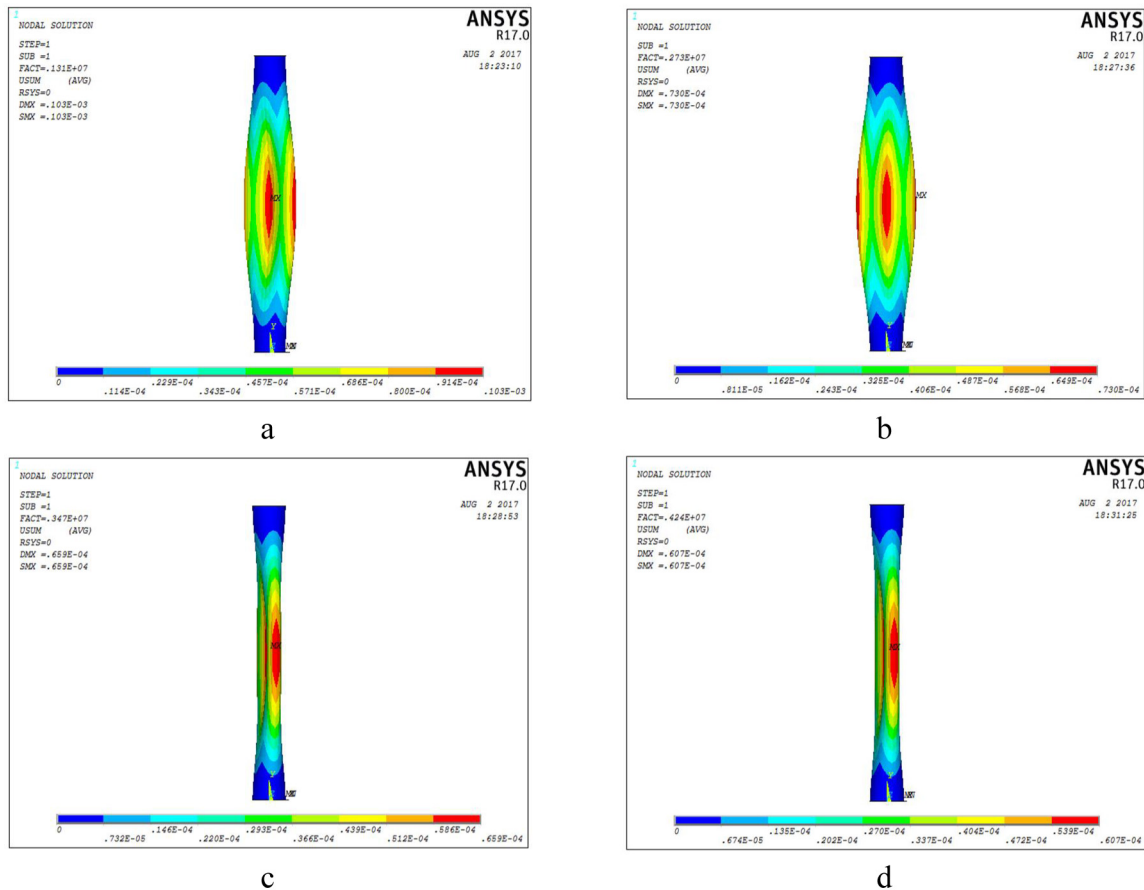 1
NODAL SOLUTION
STEP=1
SUB =1
FACT=.131E+07
USUM (AVG)
RSYS=0
DMX =.103E-03
SMX =.103E-03
ANSYS
R17.0
AUG 2 2017
18:23:10
MX
Y
0
.114E-04
.229E-04
.343E-04
.457E-04
.571E-04
.686E-04
.800E-04
.914E-04
.103E-03
a
1
NODAL SOLUTION
SUB =1
FACT=.273E+07
USUM (AVG)
RSYS=0
DMX =.730E-04
SMX =.730E-04
ANSYS
R17.0
AUG 2 2017
18:27:36
MX
0
.811E-05
.162E-04
.243E-04
.325E-04
.406E-04
.487E-04
.568E-04
.649E-04
.730E-04
b
1
NODAL SOLUTION
STEP=1
SUB =1
FACT=.347E+07
USUM (AVG)
RSYS=0
DMX =.659E-04
SMX =.659E-04
ANSYS
R17.0
AUG 2 2017
18:28:53
MX
0
.732E-05
.146E-04
.220E-04
.293E-04
.366E-04
.439E-04
.512E-04
.586E-04
.659E-04
c
1
NODAL SOLUTION
STEP=1
SUB =1
FACT=.424E+07
USUM (AVG)
RSYS=0
DMX =.607E-04
SMX =.607E-04
ANSYS
R17.0
AUG 2 2017
18:31:25
MX
0
.674E-05
.135E-04
.202E-04
.270E-04
.337E-04
.404E-04
.472E-04
.539E-04
.607E-04
d